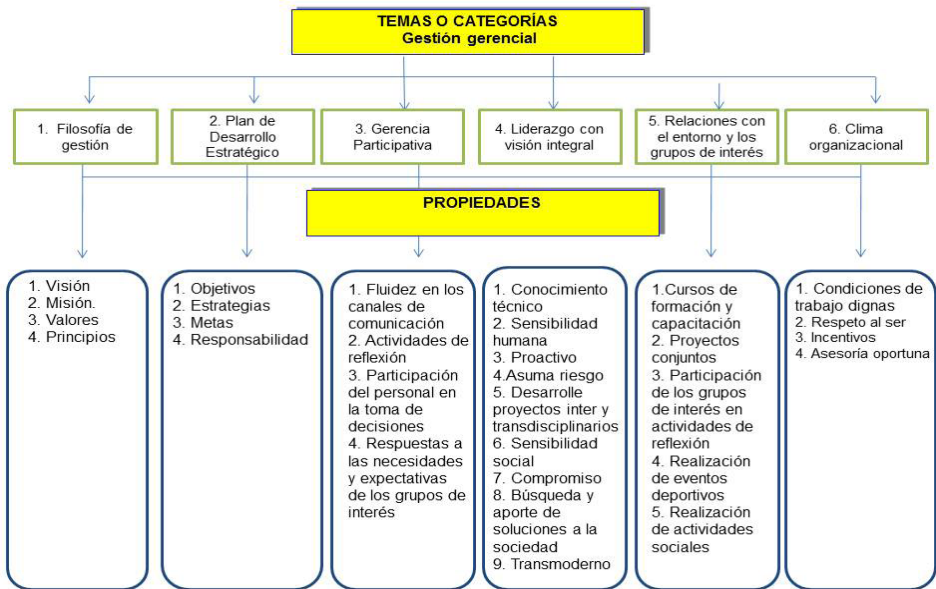 TEMAS O CATEGORÍAS
Gestión gerencial
1. Filosofía de
gestión
2. Plan de
Desarrollo
Estratégico
3. Gerencia
Participativa
4. Liderazgo con
visión integral
5. Relaciones con
el entorno y los
grupos de interés
6. Clima
organizacional
PROPIEDADES
1. Visión
2. Misión.
3. Valores
4. Principios
1. Objetivos
2. Estrategias
3. Metas
4. Responsabilidad
1. Fluidez en los
canales de
comunicación
2. Actividades de
reflexión
3. Participación
del personal en
la toma de
decisiones
4. Respuestas a
las necesidades
y expectativas
de los grupos de
interés
1. Conocimiento
técnico
2. Sensibilidad
humana
3. Proactivo
4.Asuma riesgo
5. Desarrolle
proyectos inter y
transdisciplinarios
6. Sensibilidad
social
7. Compromiso
8. Búsqueda y
aporte de
soluciones a la
sociedad
9. Transmoderno
1.Cursos de
formación y
capacitación
2. Proyectos
conjuntos
3. Participación
de los grupos de
interés en
actividades de
reflexión
4. Realización
de eventos
deportivos
5. Realización
de actividades
sociales
1. Condiciones de
trabajo dignas
2. Respeto al ser
3. Incentivos
4. Asesoría oportuna